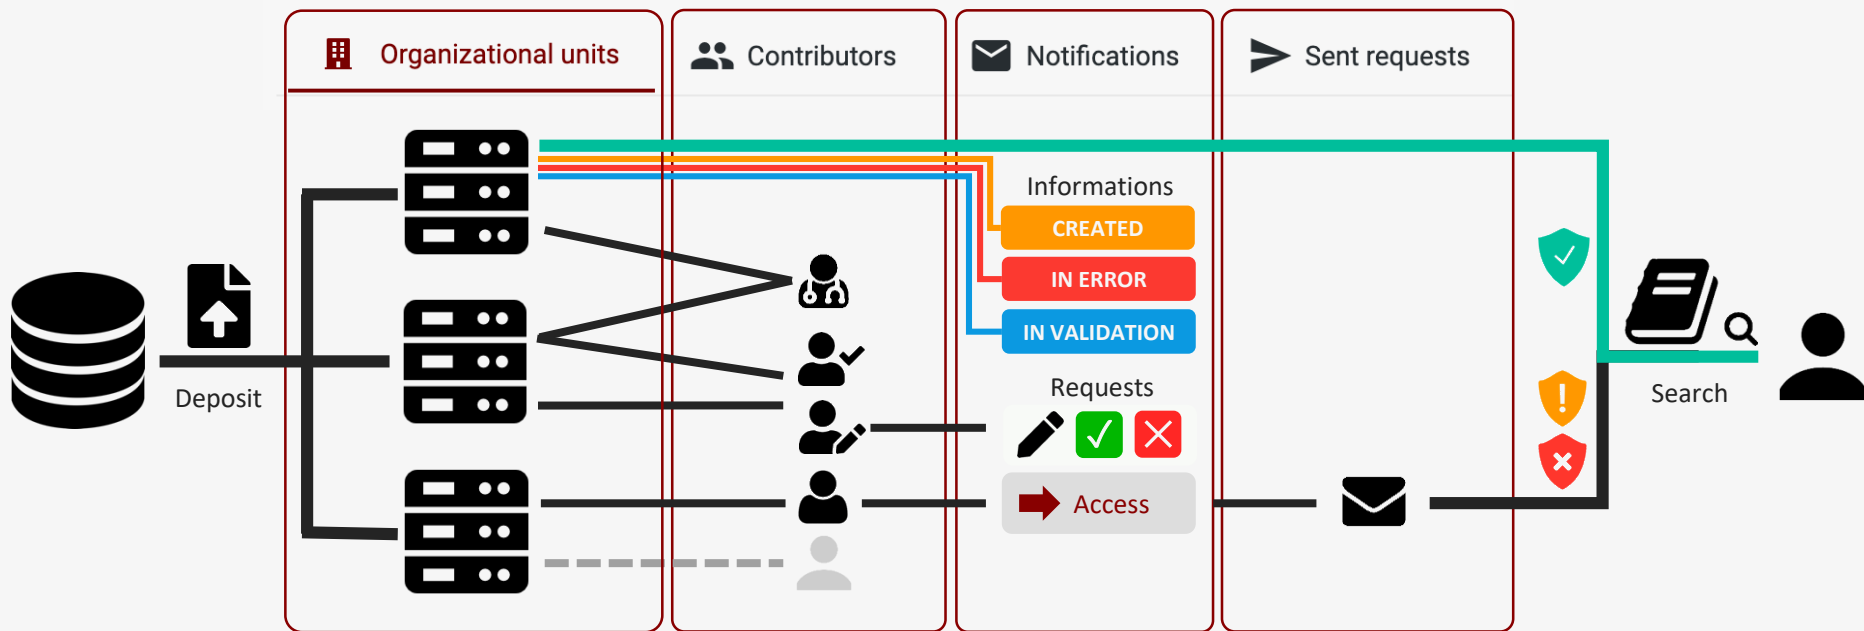 Organizational units
Contributors
Notifications
Sent requests
Informations
CREATED
IN ERROR
IN VALIDATION
Deposit
Requests
Search
Access